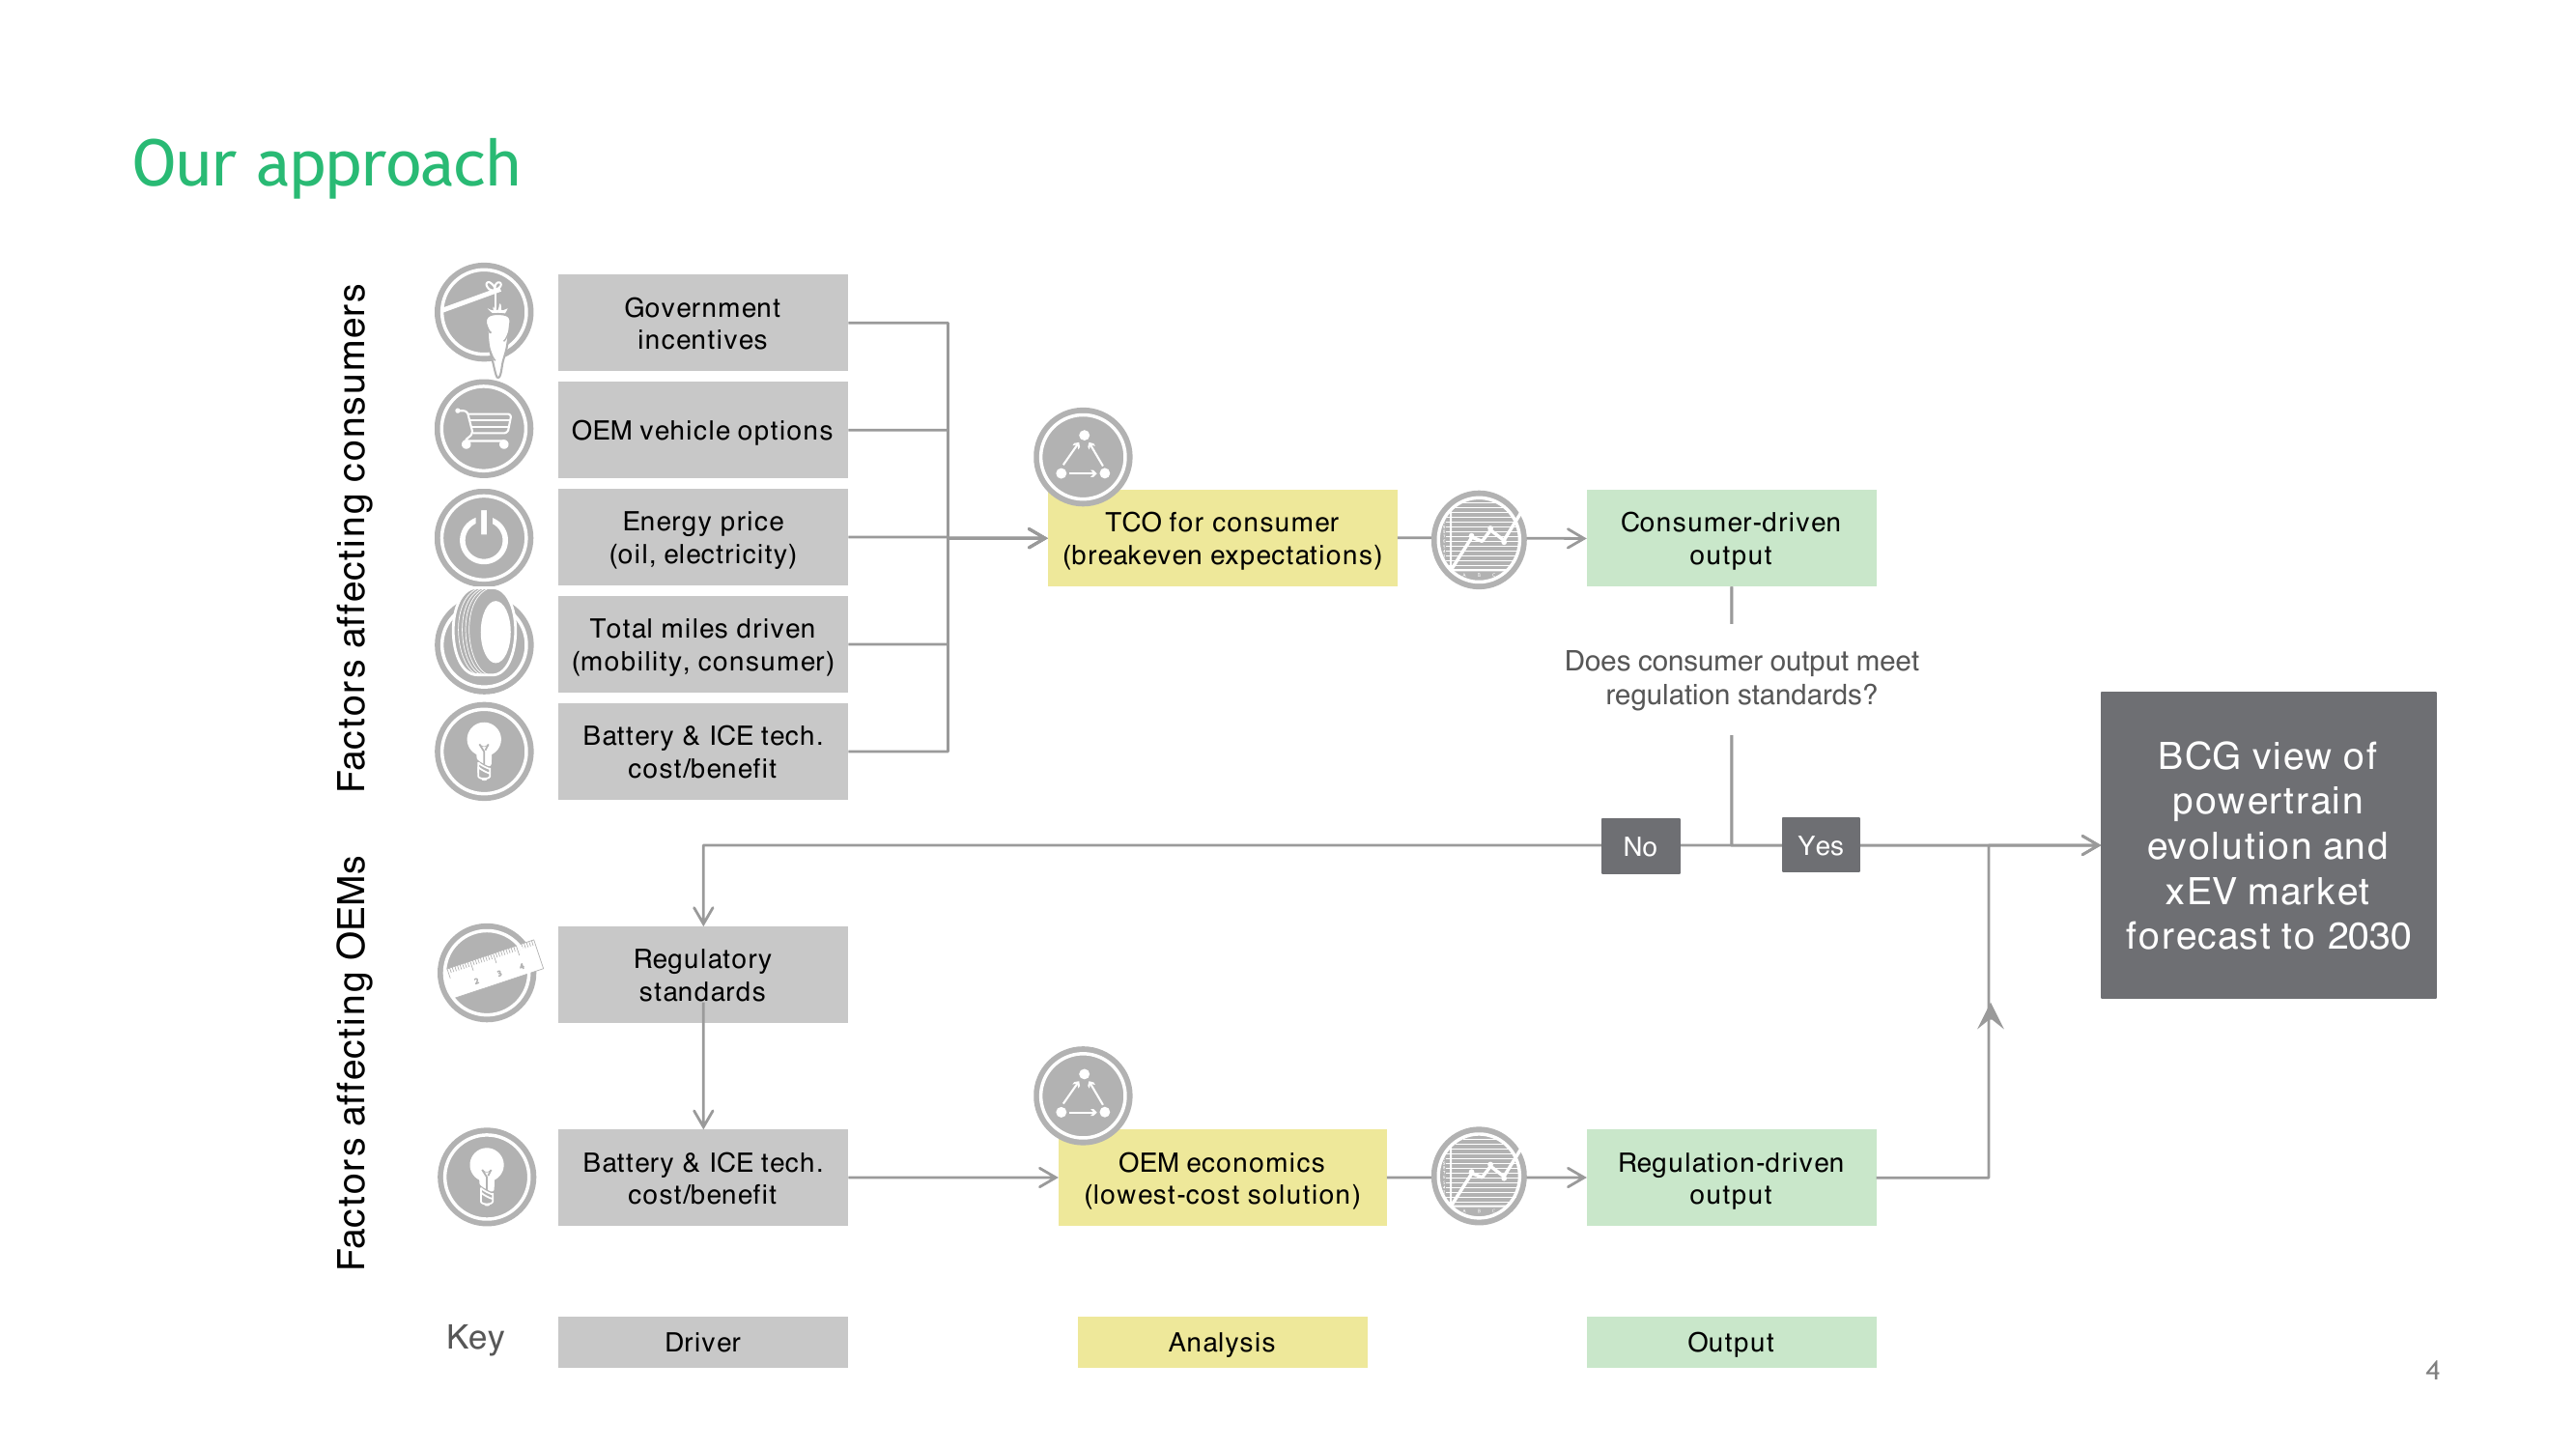 Our approach
Factors affecting consumers
Government
incentives
OEM vehicle options
Energy price
(oil, electricity)
Total miles driven
(mobility, consumer)
Battery & ICE tech.
cost/benefit
TCO for consumer
(breakeven expectations)
Consumer-driven
output
Does consumer output meet
regulation standards?
No
Yes
BCG view of
powertrain
evolution and
xEV market
forecast to 2030
Factors affecting OEMs
Regulatory
standards
2 3 4
Battery & ICE tech.
cost/benefit
OEM economics
(lowest-cost solution)
Regulation-driven
output
Key
Driver
Analysis
Output
4